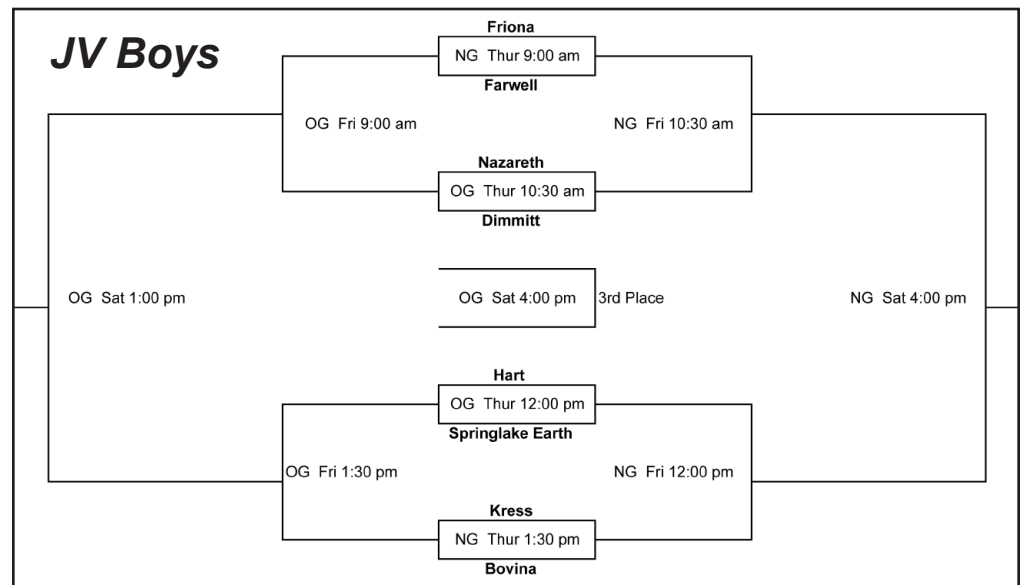 JV Boys
Friona
NG Thur 9:00 am
Farwell
OG Fri 9:00 am
NG Fri 10:30 am
Nazareth
OG Thur 10:30 am
Dimmitt
OG Sat 1:00 pm
OG Sat 4:00 pm
3rd Place
NG Sat 4:00 pm
Hart
OG Thur 12:00 pm
Springlake Earth
OG Fri 1:30 pm
NG Fri 12:00 pm
Kress
NG Thur 1:30 pm
Bovina